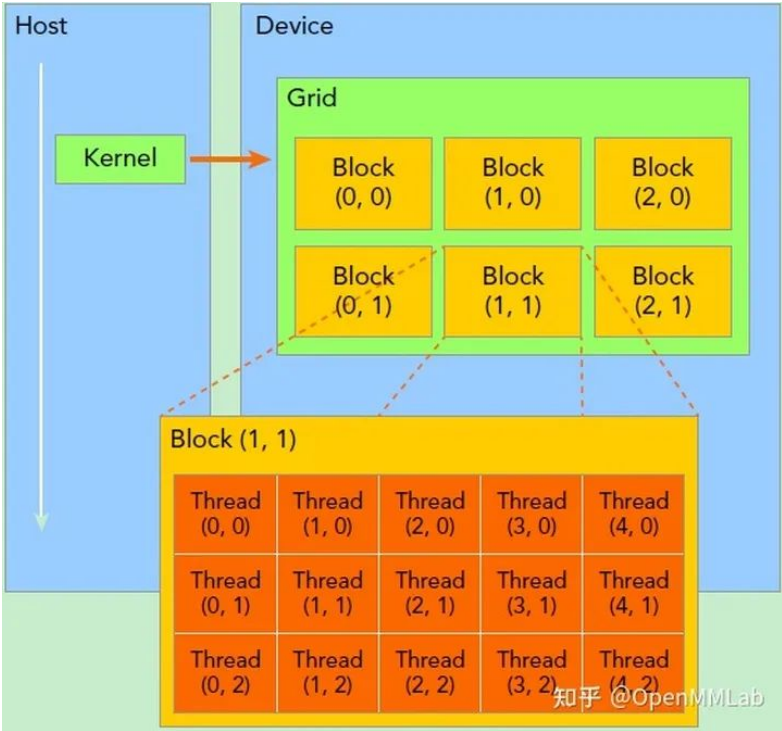 Host
Device
Grid
Kernel
Block Block Block
(0, 0) (1, 0) (2, 0)
Block Block Block
(0, 1) (1, 1) (2, 1)
Block (1, 1)
Thread Thread Thread Thread Thread
(0, 0) (1, 0) (2, 0) (3, 0) (4, 0)
Thread Thread Thread Thread Thread
(0, 1) (1, 1) (2, 1) (3, 1) (4, 1)
Thread Thread Thread Thread Thread
(0, 2) (1, 2) (2, 2) (3, 2) (4, 2)
知乎 @OpenMMLab